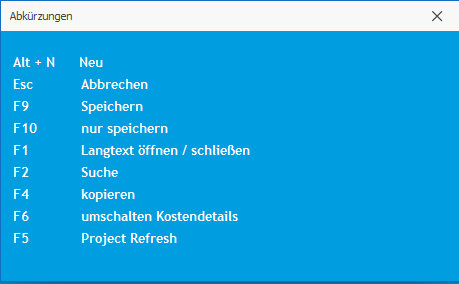 Abkürzungen
Alt + N Neu
Esc Abbrechen
F9 Speichern
F10 nur speichern
F1 Langtext öffnen / schließen
F2 Suche
F4 kopieren
F6 umschalten Kostendetails
F5 Project Refresh